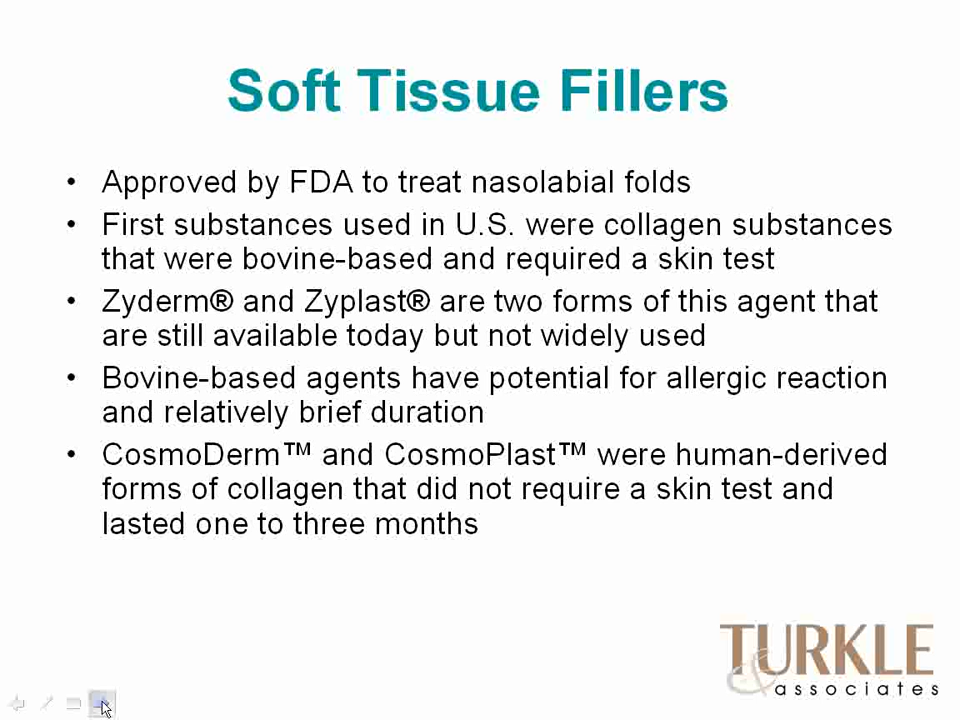 Soft Tissue Fillers
• Approved by FDA to treat nasolabial folds
• First substances used in U.S. were collagen substances
that were bovine-based and required a skin test
• Zyderm® and Zyplast® are two forms of this agent that
are still available today but not widely used
• Bovine-based agents have potential for allergic reaction
and relatively brief duration
• CosmoDerm™ and CosmoPlast™ were human-derived
forms of collagen that did not require a skin test and
lasted one to three months
TURKLE
& associates